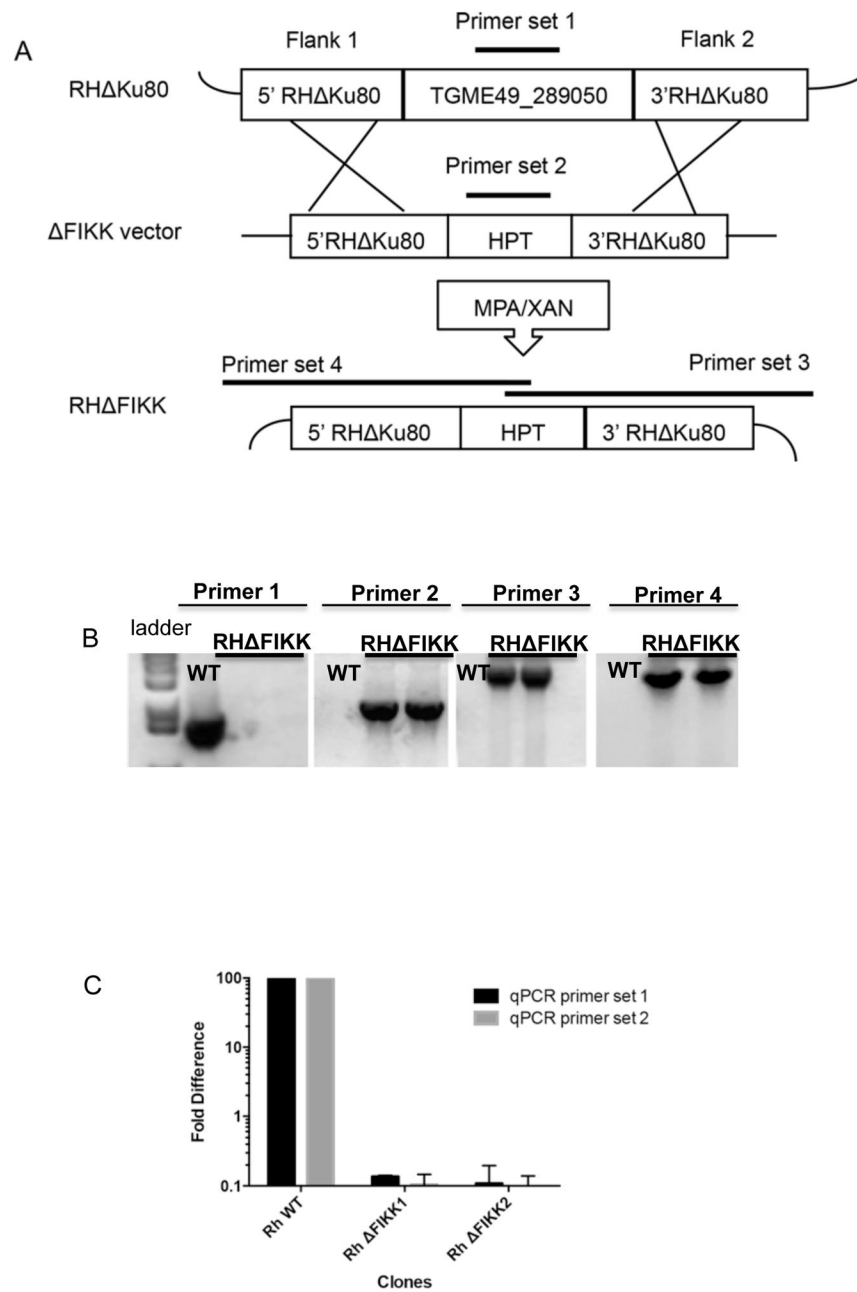 A
Flank 1
Primer set 1
Flank 2
RHΔKu80
5' RHΔKu80
TGME49_289050
3'RHΔKu80
Primer set 2
ΔFIKK vector
5'RHΔKu80
HPT
3'RHΔKu80
MPA/XAN
Primer set 4
Primer set 3
RHΔFIKK
5' RHΔKu80
HPT
3' RHΔKu80
Primer 1
Primer 2
Primer 3
Primer 4
B
ladder
RHΔFIKK
RHΔFIKK
RHΔFIKK
RHΔFIKK
WT
WT
WT
WT
C
Fold Difference
100
10
1
0.1
qPCR primer set 1
qPCR primer set 2
Rh WT
Rh ΔFIKK1
Rh ΔFIKK2
Clones